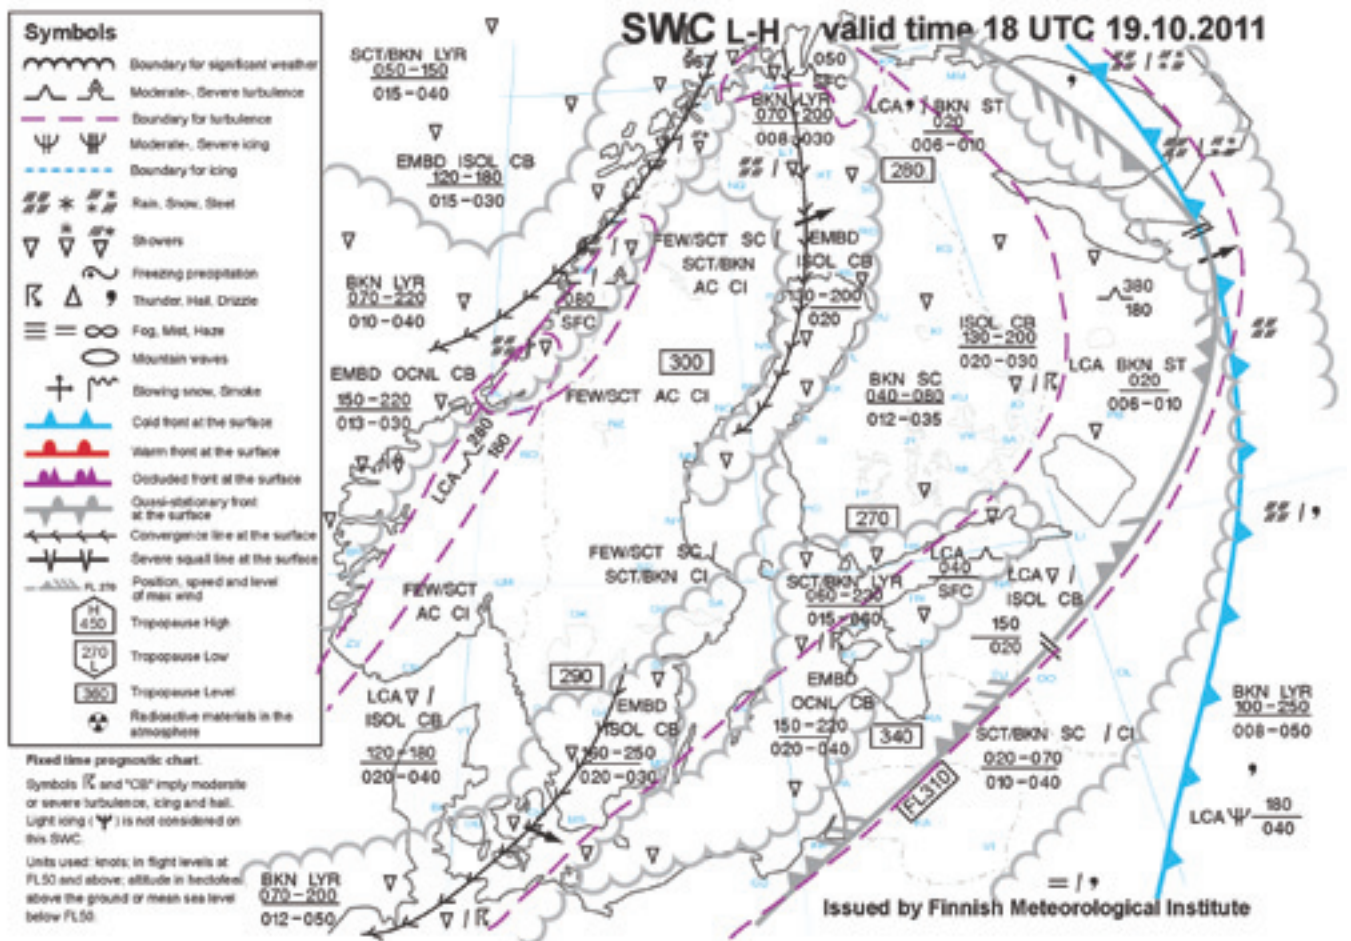 SWC L-H valid time 18 UTC 19.10.2011
Symbols
Boundary for significant weather
Moderate-, Severe turbulence
Boundary for turbulence
Moderate-, Severe icing
Boundary for icing
Rain, Snow, Sleet
Showers
Freezing precipitation
Thunder, Hail, Drizzle
Fog, Mist, Haze
Mountain waves
Blowing snow, Smoke
Cold front at the surface
Warm front at the surface
Occluded front at the surface
Quasi-stationary front
at the surface
Convergence line at the surface
Severe squall line at the surface
FL 270
Position, speed and level
of max wind
H
450
Tropopause High
270
L
Tropopause Low
360
Tropopause Level
Radioactive materials in the
atmosphere
Fixed time prognostic chart.
Symbols and "CB" imply moderate
or severe turbulence, icing and hail.
Light icing ( ) is not considered on
this SWC.
Units used: knots; in flight levels at
FL50 and above; altitude in hectofeet
above the ground or mean sea level
below FL50.
SCT/BKN LYR
050-150
015-040
EMBD ISOL CB
120-180
015-030
BKN LYR
070-220
010-040
EMBD OCNL CB
150-220
013-030
LCA 260
180
080
SFC
FEW/SCT SC /
SCT/BKN
AC CI
300
FEW/SCT AC CI
BKN LYR
070-200
008-030
050
SFC
EMBD
ISOL CB
130-200
020
280
LCA , / BKN ST
020
006-010
ISOL CB
130-200
020-030
BKN SC
040-080
012-035
380
180
LCA BKN ST
020
006-010
270
FEW/SCT SC /
SCT/BKN CI
FEW/SCT
AC CI
SCT/BKN LYR
060-230
015-060
LCA
040
SFC
LCA /
ISOL CB
150
020
290
LCA /
ISOL CB
120-180
020-040
EMBD
ISOL CB
160-250
020-030
EMBD
OCNL CB
150-220
020-040
340
FL310
SCT/BKN SC / CI
020-070
010-040
BKN LYR
100-250
008-050
LCA 180
040
BKN LYR
070-200
012-050
Issued by Finnish Meteorological Institute